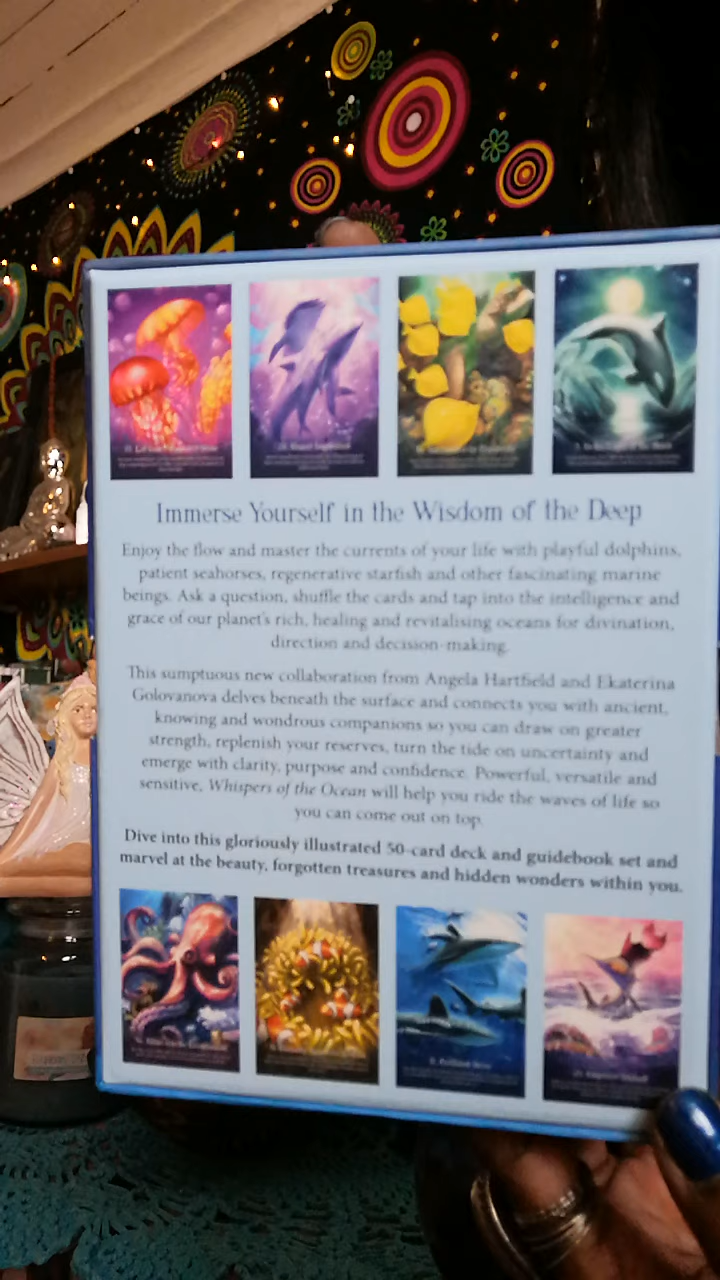 Immerse Yourself in the Wisdom of the Deep
Enjoy the flow and master the currents of your life with playful dolphins,
patient seahorses, regenerative starfish and other fascinating marine
beings. Ask a question, shuffle the cards and tap into the intelligence and
grace of our planet's rich, healing and revitalising oceans for divination,
direction and decision-making.
This sumptuous new collaboration from Angela Hartfield and Ekaterina
Golovanova delves beneath the surface and connects you with ancient,
knowing and wondrous companions so you can draw on greater
strength, replenish your reserves, turn the tide on uncertainty and
emerge with clarity, purpose and confidence. Powerful, versatile and
sensitive, Whispers of the Ocean will help you ride the waves of life so
you can come out on top.
Dive into this gloriously illustrated 50-card deck and guidebook set and
marvel at the beauty, forgotten treasures and hidden wonders within you.